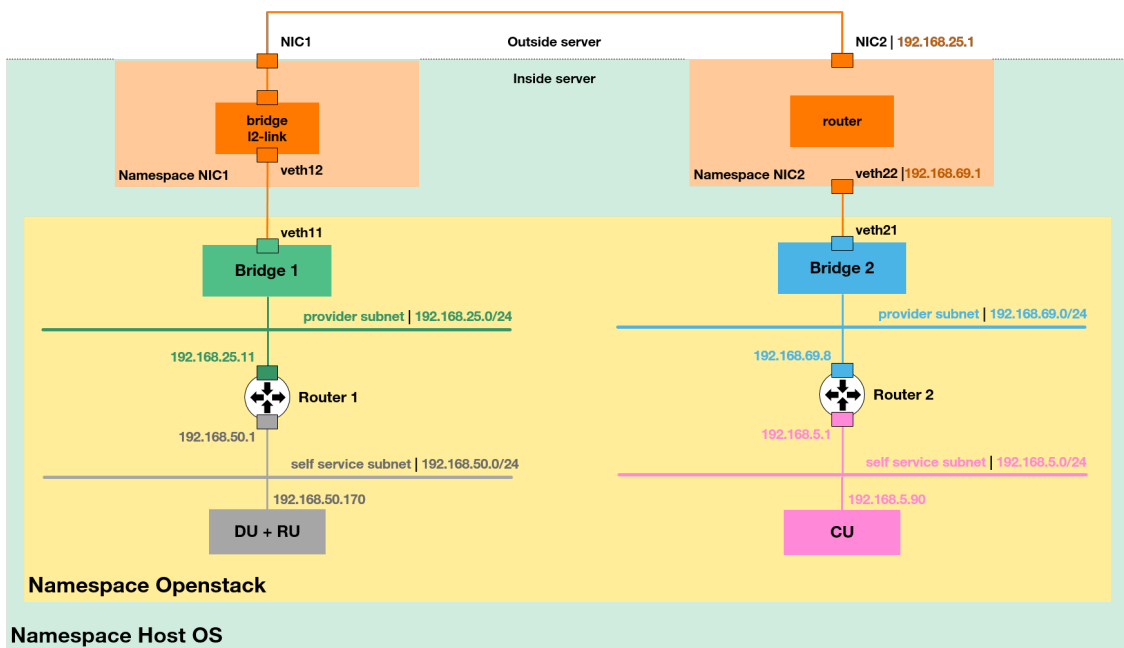 NIC1
Outside server
NIC2 | 192.168.25.1
Inside server
bridge
l2-link
router
Namespace NIC1
veth12
Namespace NIC2
veth22 |192.168.69.1
veth11
veth21
Bridge 1
Bridge 2
provider subnet | 192.168.25.0/24
provider subnet | 192.168.69.0/24
192.168.25.11
192.168.69.8
Router 1
Router 2
192.168.50.1
192.168.5.1
self service subnet | 192.168.50.0/24
self service subnet | 192.168.5.0/24
192.168.50.170
192.168.5.90
DU + RU
CU
Namespace Openstack
Namespace Host OS